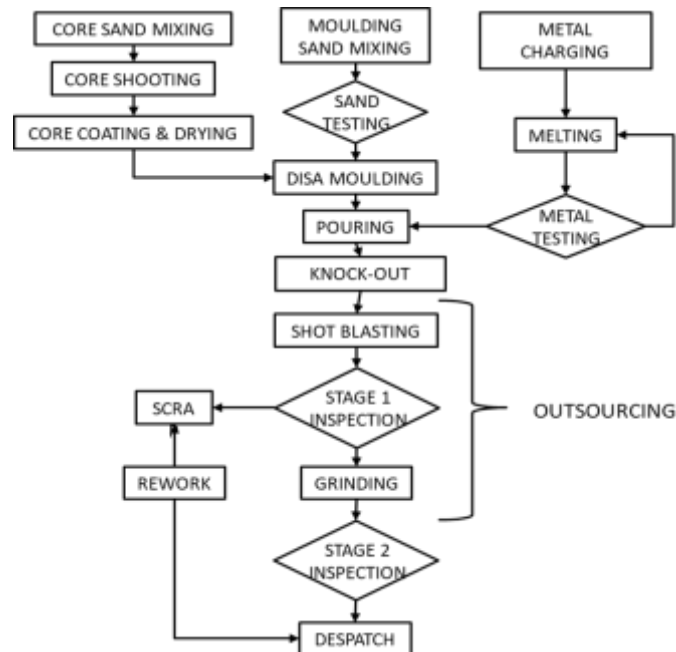 CORE SAND MIXING
CORE SHOOTING
CORE COATING & DRYING
MOULDING
SAND MIXING
SAND
TESTING
METAL
CHARGING
MELTING
METAL
TESTING
DISA MOULDING
POURING
KNOCK-OUT
SHOT BLASTING
STAGE 1
INSPECTION
SCRA
OUTSOURCING
REWORK
GRINDING
STAGE 2
INSPECTION
DESPATCH